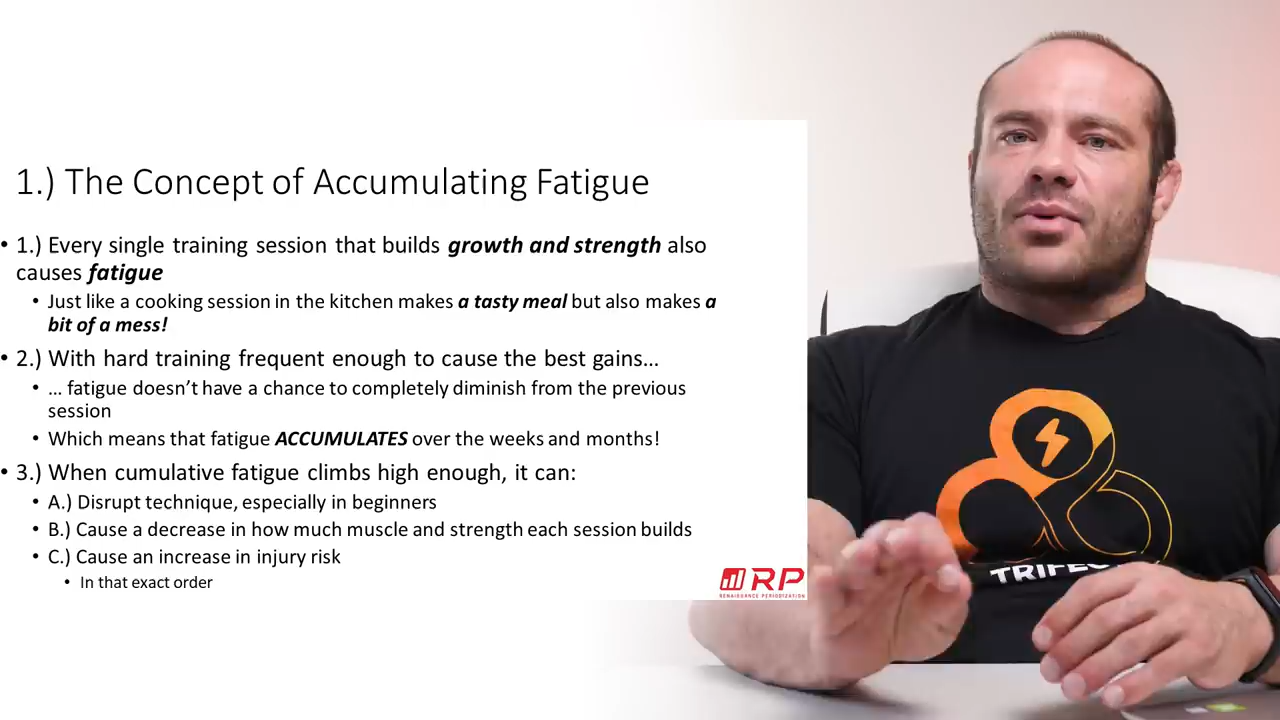 1.) The Concept of Accumulating Fatigue
• 1.) Every single training session that builds growth and strength also
causes fatigue
• Just like a cooking session in the kitchen makes a tasty meal but also makes a
bit of a mess!
• 2.) With hard training frequent enough to cause the best gains…
• … fatigue doesn’t have a chance to completely diminish from the previous
session
• Which means that fatigue ACCUMULATES over the weeks and months!
• 3.) When cumulative fatigue climbs high enough, it can:
• A.) Disrupt technique, especially in beginners
• B.) Cause a decrease in how much muscle and strength each session builds
• C.) Cause an increase in injury risk
• In that exact order
RP
RENAISSANCE PERIODIZATION